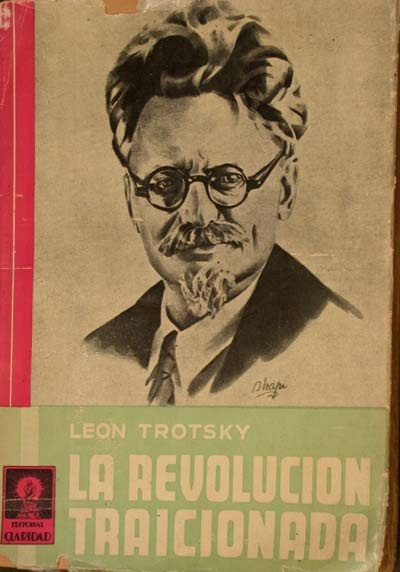 LEON TROTSKY
LA REVOLUCION
TRAICIONADA
EDITORIAL
CLARIDAD